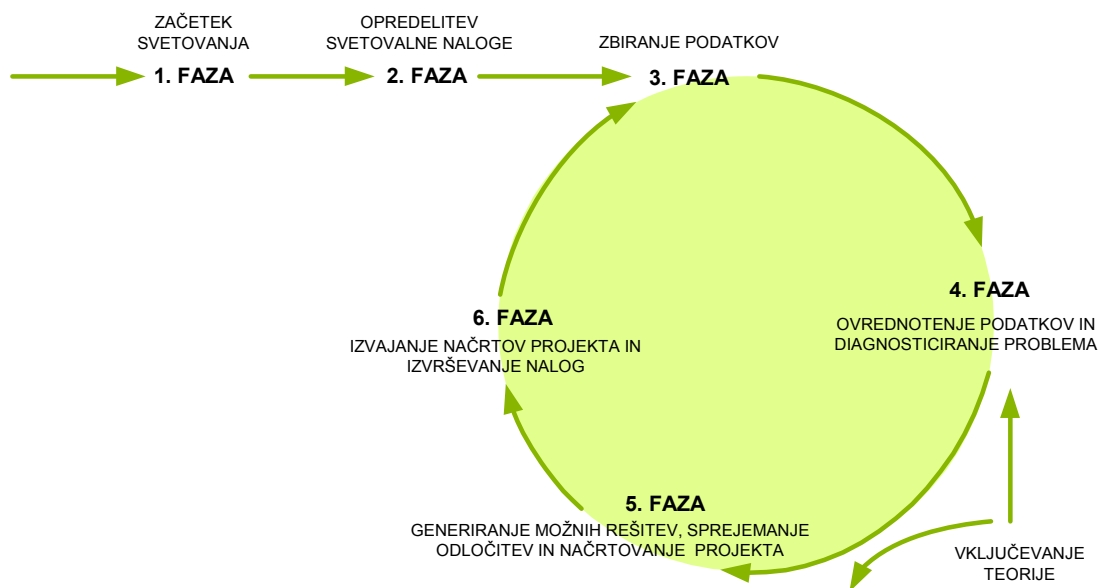 ZAČETEK
SVETOVANJA
1. FAZA
OPREDELITEV
SVETOVALNE NALOGE
2. FAZA
ZBIRANJE PODATKOV
3. FAZA
4. FAZA
OVREDNOTENJE PODATKOV IN
DIAGNOSTICIRANJE PROBLEMA
6. FAZA
IZVAJANJE NAČRTOV PROJEKTA IN
IZVRŠEVANJE NALOG
5. FAZA
GENERIRANJE MOŽNIH REŠITEV, SPREJEMANJE
ODLOČITEV IN NAČRTOVANJE PROJEKTA
VKLJUČEVANJE
TEORIJE